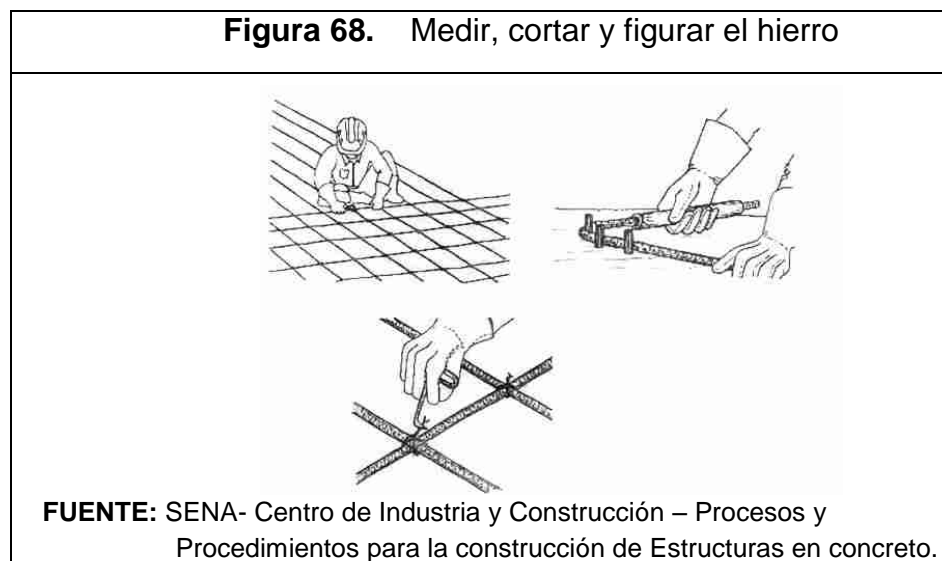 Figura 68. Medir, cortar y figurar el hierro
FUENTE: SENA- Centro de Industria y Construcción – Procesos y
Procedimientos para la construcción de Estructuras en concreto.